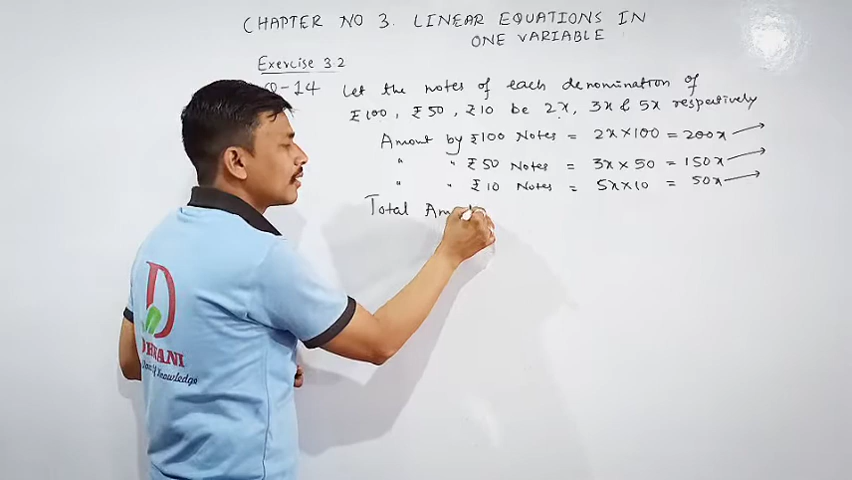 CHAPTER NO 3. LINEAR EQUATIONS IN
ONE VARIABLE
Exercise 3.2
Q-14 Let the notes of each denomination of
₹100, ₹50, ₹10 be 2x, 3x & 5x respectively
Amount by ₹100 Notes = 2x×100 = 200x
" " ₹50 Notes = 3x×50 = 150x
" " ₹10 Notes = 5x×10 = 50x
Total Am
D
of Knowledge